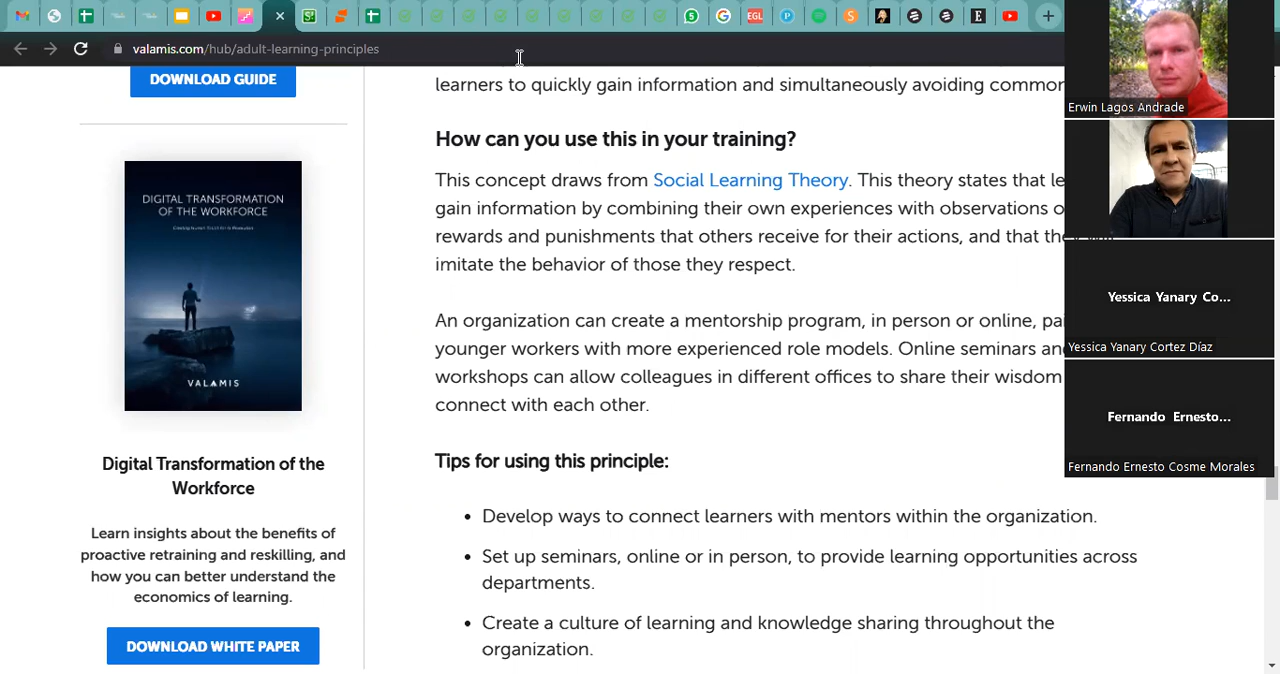 valamis.com/hub/adult-learning-principles
DOWNLOAD GUIDE
DIGITAL TRANSFORMATION
OF THE WORKFORCE
VALAMIS
Digital Transformation of the
Workforce
Learn insights about the benefits of
proactive retraining and reskilling, and
how you can better understand the
economics of learning.
DOWNLOAD WHITE PAPER
learners to quickly gain information and simultaneously avoiding common
How can you use this in your training?
This concept draws from Social Learning Theory. This theory states that le
gain information by combining their own experiences with observations o
rewards and punishments that others receive for their actions, and that they
imitate the behavior of those they respect.
An organization can create a mentorship program, in person or online, pai
younger workers with more experienced role models. Online seminars an
workshops can allow colleagues in different offices to share their wisdom
connect with each other.
Tips for using this principle:
• Develop ways to connect learners with mentors within the organization.
• Set up seminars, online or in person, to provide learning opportunities across
departments.
• Create a culture of learning and knowledge sharing throughout the
organization.
Erwin Lagos Andrade
Yessica Yanary Co...
Yessica Yanary Cortez Díaz
Fernando Ernesto...
Fernando Ernesto Cosme Morales